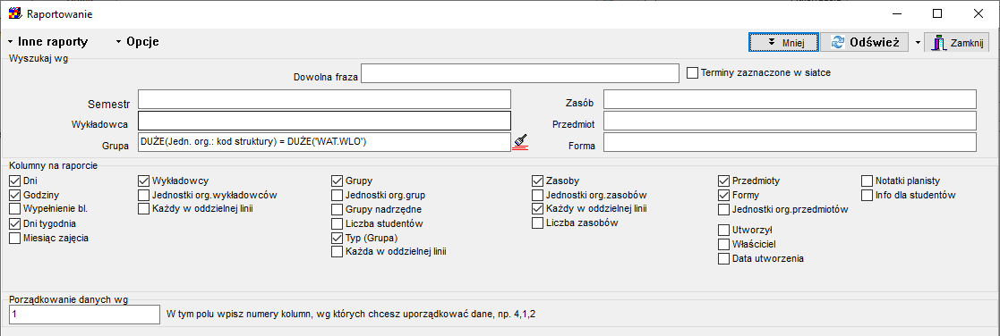 Raportowanie
Inne raporty Opcje Mniej Odśwież Zamknij
Wyszukaj wg
Dowolna fraza Terminy zaznaczone w siatce
Semestr Zasób
Wykładowca Przedmiot
Grupa DUŻE(Jedn. org.: kod struktury) = DUŻE('WAT.WLO') Forma
Kolumny na raporcie
Dni Wykładowcy Grupy Zasoby Przedmioty Notatki planisty
Godziny Jednostki org.wykładowców Jednostki org.grup Jednostki org.zasobów Formy Info dla studentów
Wypełnienie bl. Każdy w oddzielnej linii Grupy nadrzędne Każdy w oddzielnej linii Jednostki org.przedmiotów
Dni tygodnia Liczba studentów Liczba zasobów Utworzył
Miesiąc zajęcia Typ (Grupa) Właściciel
Każda w oddzielnej linii Data utworzenia
Porządkowanie danych wg
1 W tym polu wpisz numery kolumn, wg których chcesz uporządkować dane, np. 4,1,2